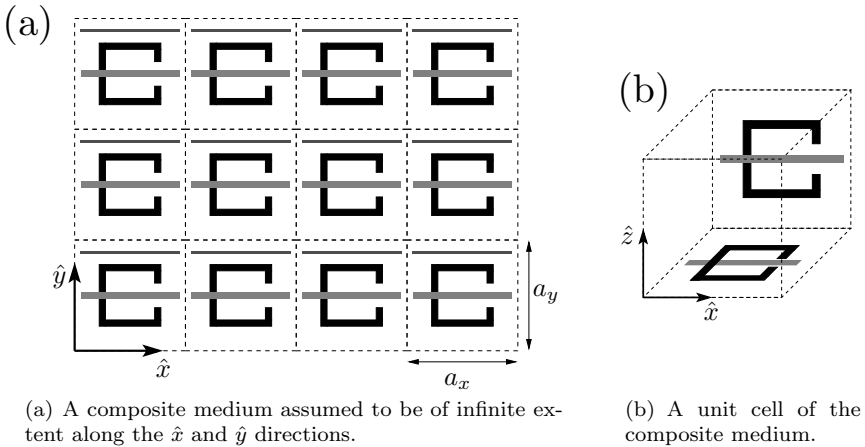 (a)
(b)
ŷ
x̂
a_y
a_x
ẑ
x̂
(a) A composite medium assumed to be of infinite ex-
tent along the x̂ and ŷ directions.
(b) A unit cell of the
composite medium.